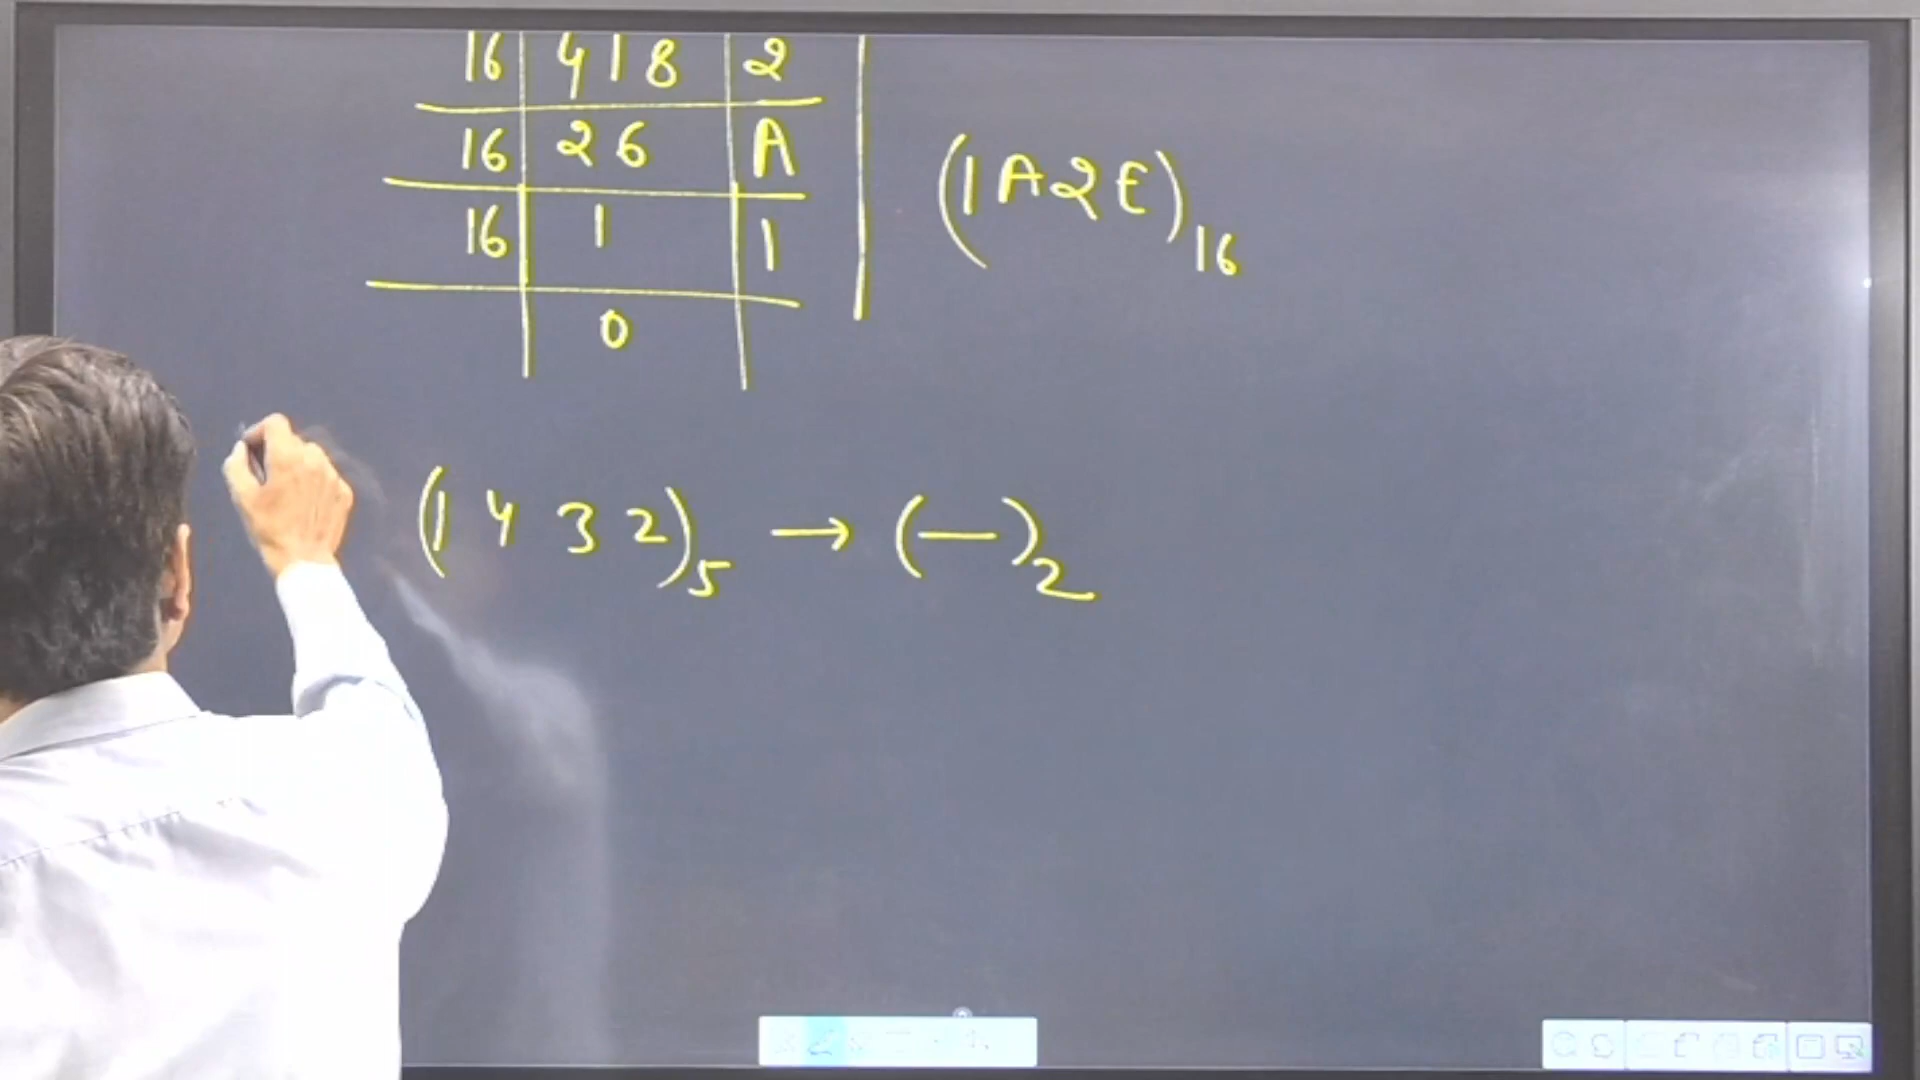 16 418 2
16 26 A
16 1 1
0
(1A2E)16
(1432)5 → (—)2